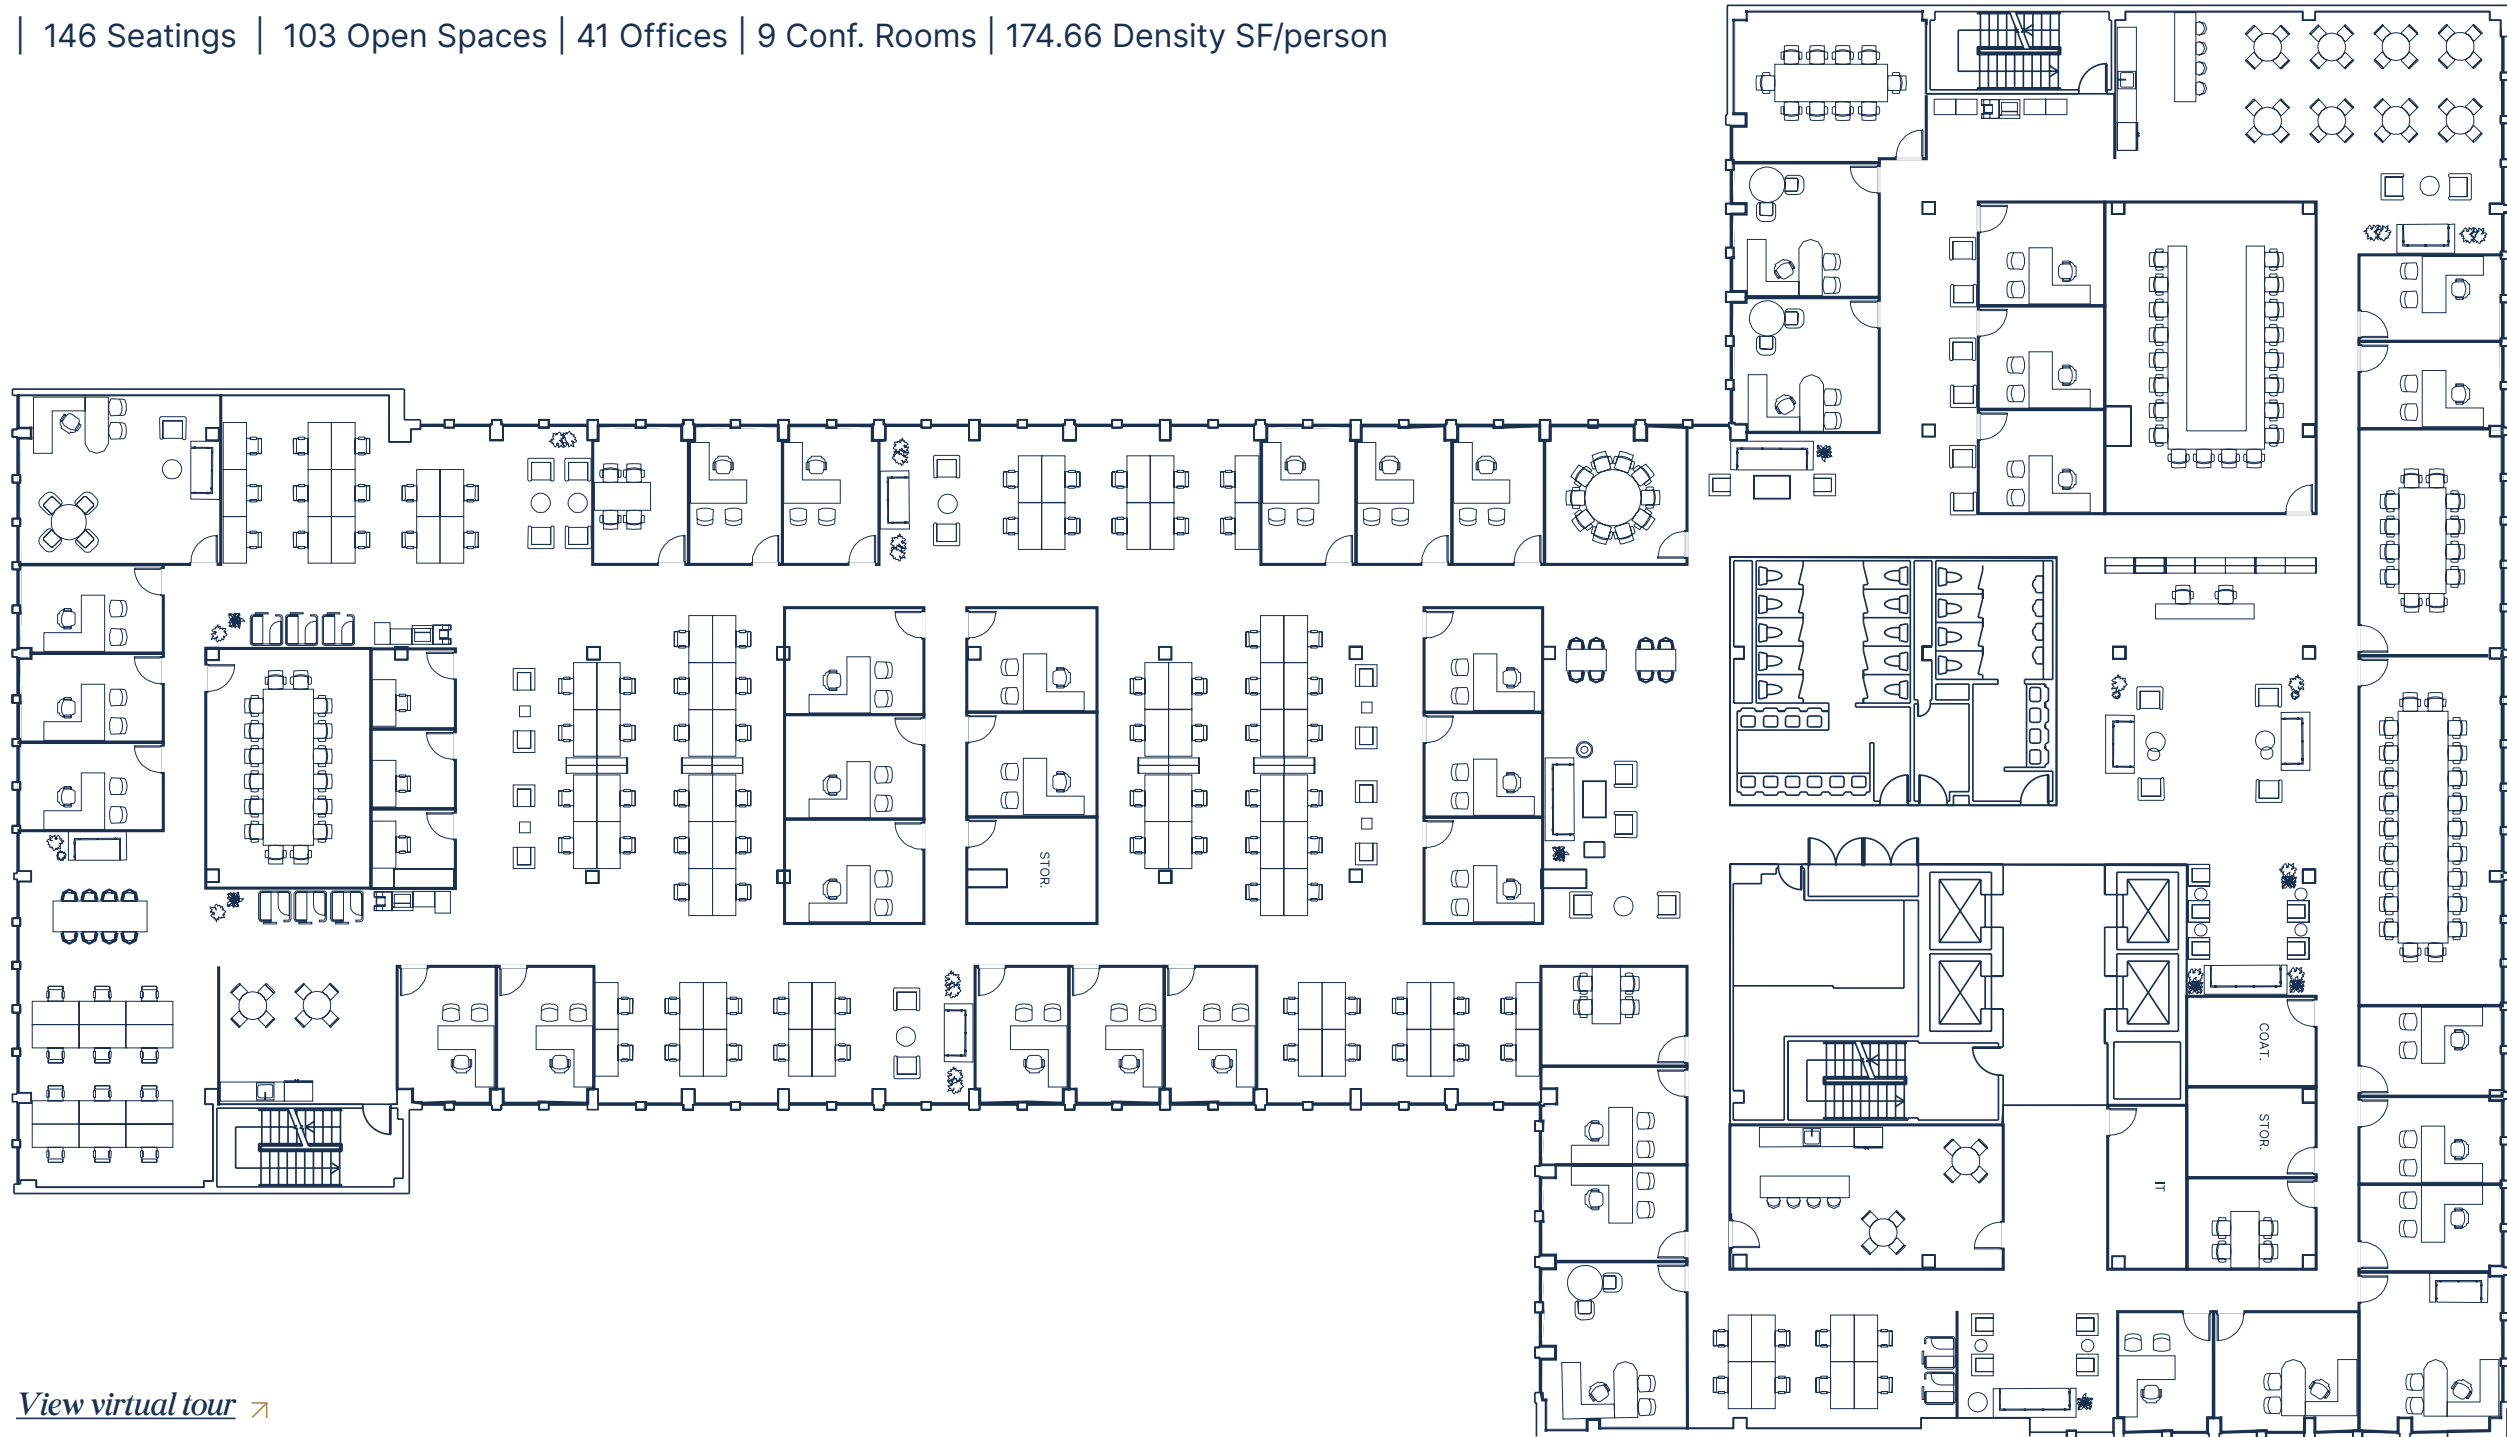 | 146 Seatings | 103 Open Spaces | 41 Offices | 9 Conf. Rooms | 174.66 Density SF/person
STOR.
COAT.
STOR.
IT
View virtual tour